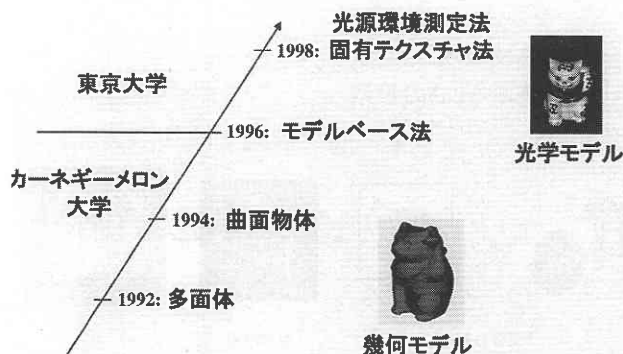 光源環境測定法
1998: 固有テクスチャ法
東京大学
1996: モデルベース法
光学モデル
カーネギーメロン
大学
1994: 曲面物体
1992: 多面体
幾何モデル